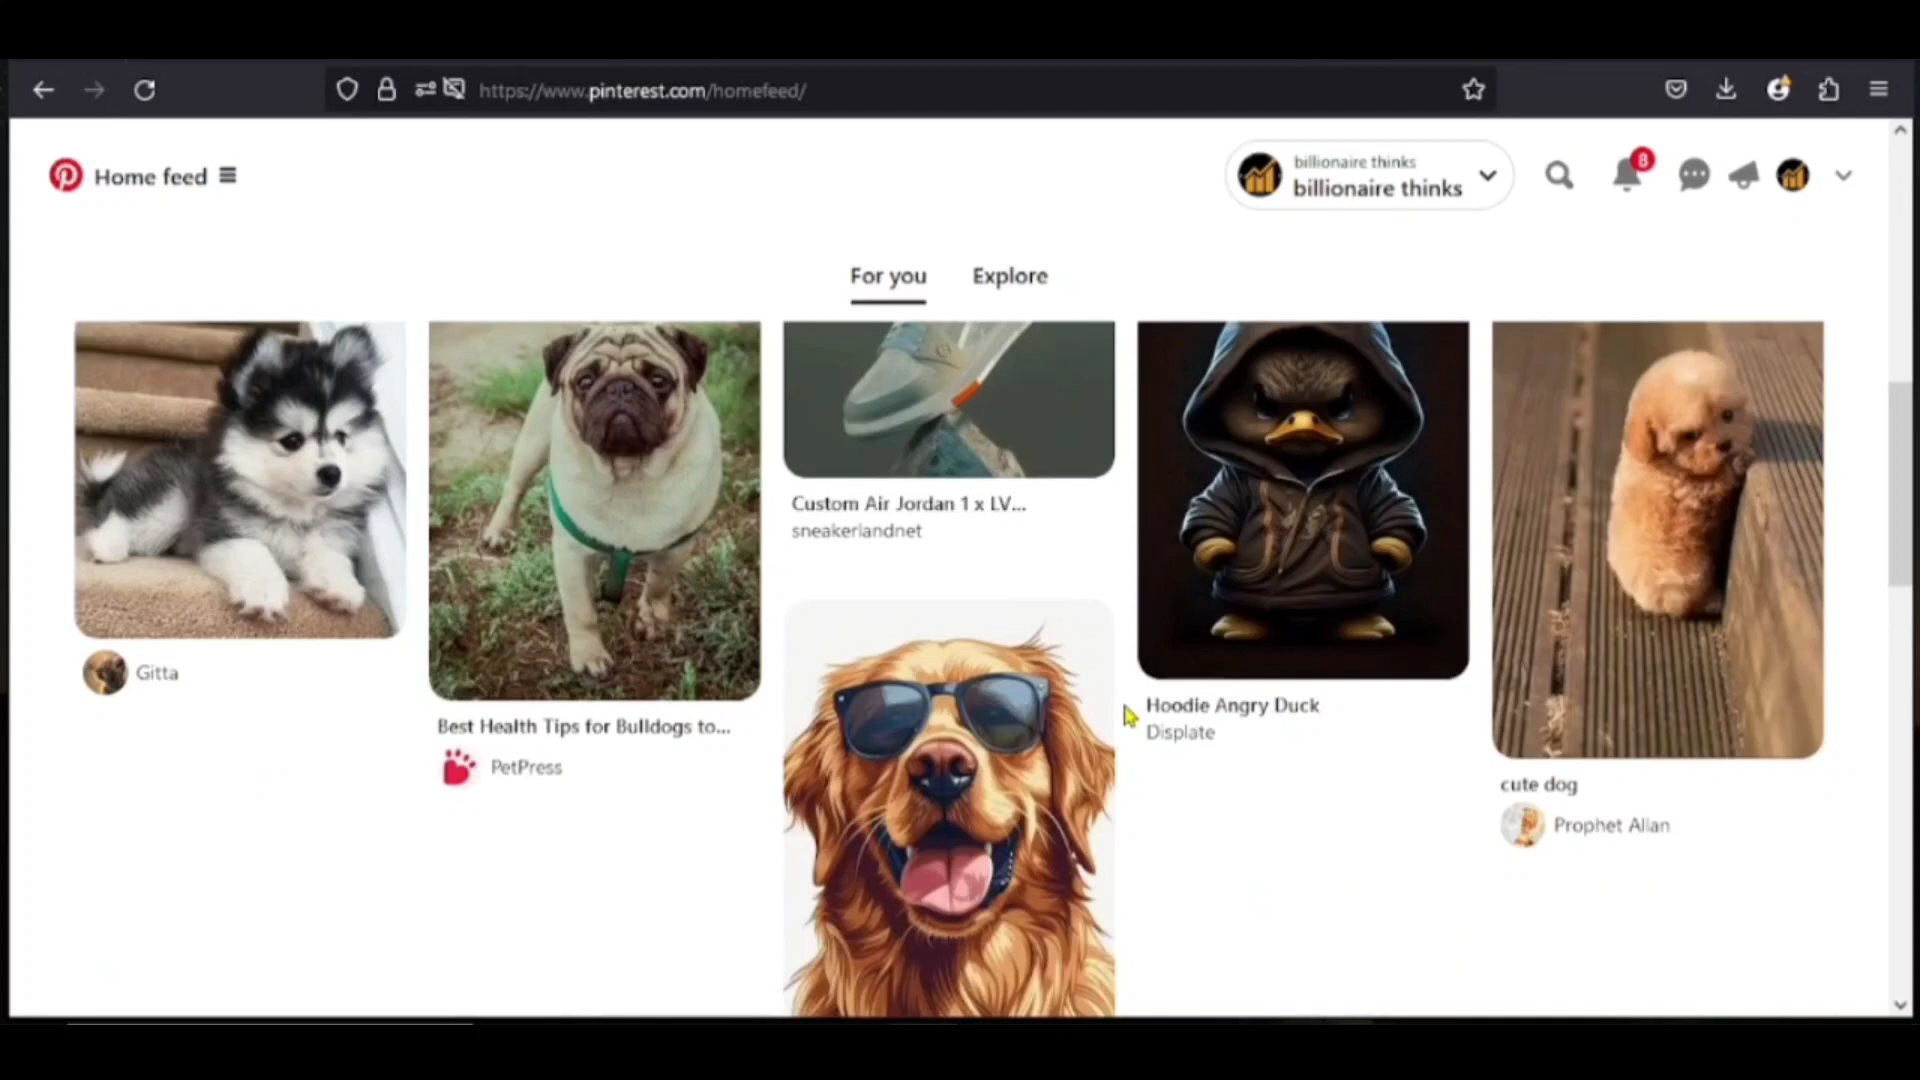 https://www.pinterest.com/homefeed/
Home feed
billionaire thinks
billionaire thinks
8
For you
Explore
Gitta
Best Health Tips for Bulldogs to...
PetPress
Custom Air Jordan 1 x LV...
sneakerlandnet
Hoodie Angry Duck
Displate
cute dog
Prophet Allan